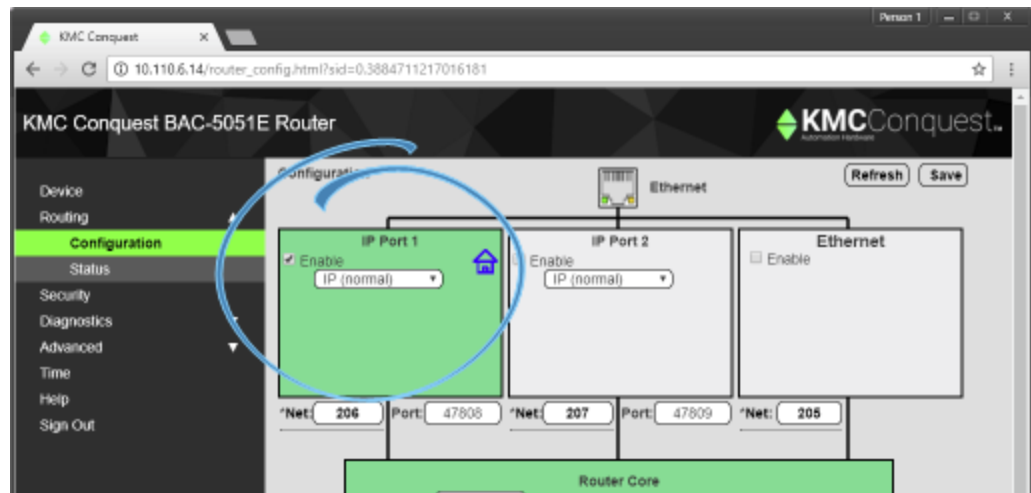 Person 1
KMC Conquest
10.110.6.14/router_config.html?sid=0.3884711217016181
KMC Conquest BAC-5051E Router
KMCConquest
Automation Hardware
Device
Routing
Configuration
Status
Security
Diagnostics
Advanced
Time
Help
Sign Out
Configuration
Ethernet
Refresh Save
IP Port 1
Enable
IP (normal)
IP Port 2
Enable
IP (normal)
Ethernet
Enable
*Net: 206 Port: 47808 *Net: 207 Port: 47809 *Net: 205
Router Core